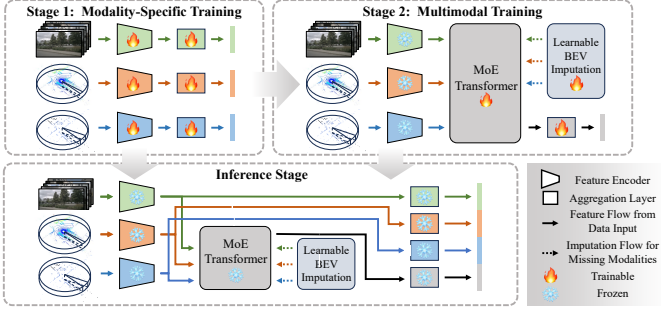 Stage 1: Modality-Specific Training
Stage 2: Multimodal Training
MoE
Transformer
Learnable
BEV
Imputation
Inference Stage
MoE
Transformer
Learnable
BEV
Imputation
Feature Encoder
Aggregation Layer
Feature Flow from
Data Input
Imputation Flow for
Missing Modalities
Trainable
Frozen